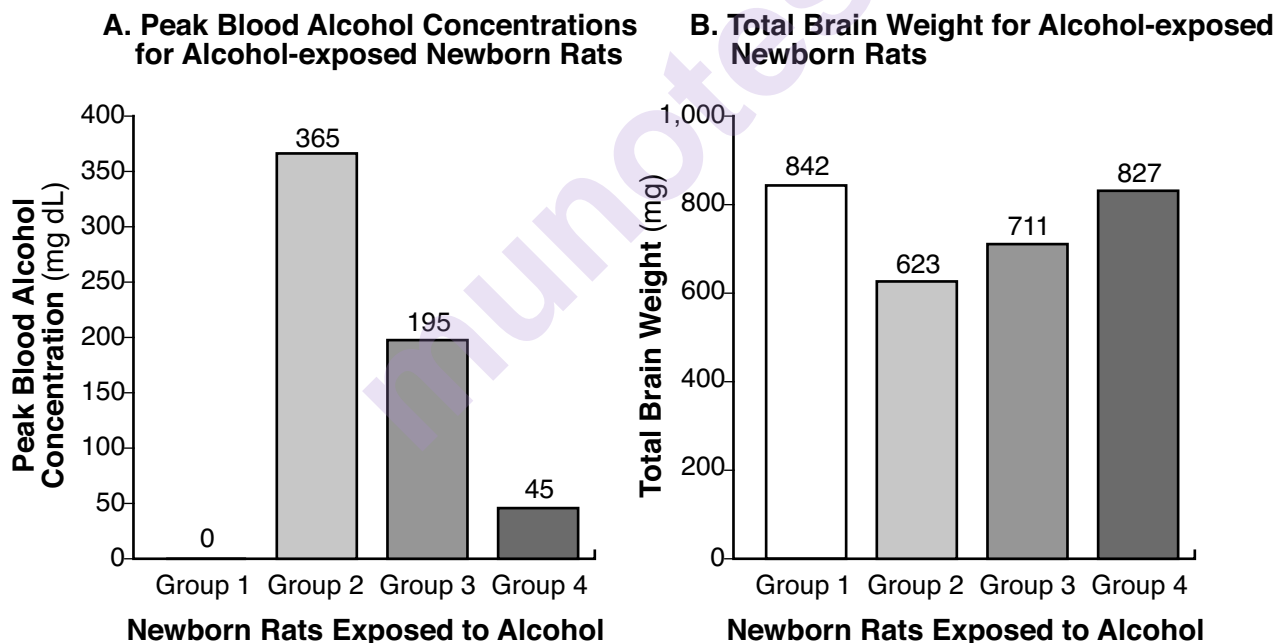 A. Peak Blood Alcohol Concentrations
for Alcohol-exposed Newborn Rats
400
350
300
250
200
150
100
50
0
Peak Blood Alcohol
Concentration (mg dL)
0
365
195
45
Group 1 Group 2 Group 3 Group 4
Newborn Rats Exposed to Alcohol
B. Total Brain Weight for Alcohol-exposed
Newborn Rats
1,000
800
600
400
200
0
Total Brain Weight (mg)
842
623
711
827
Group 1 Group 2 Group 3 Group 4
Newborn Rats Exposed to Alcohol
munotes